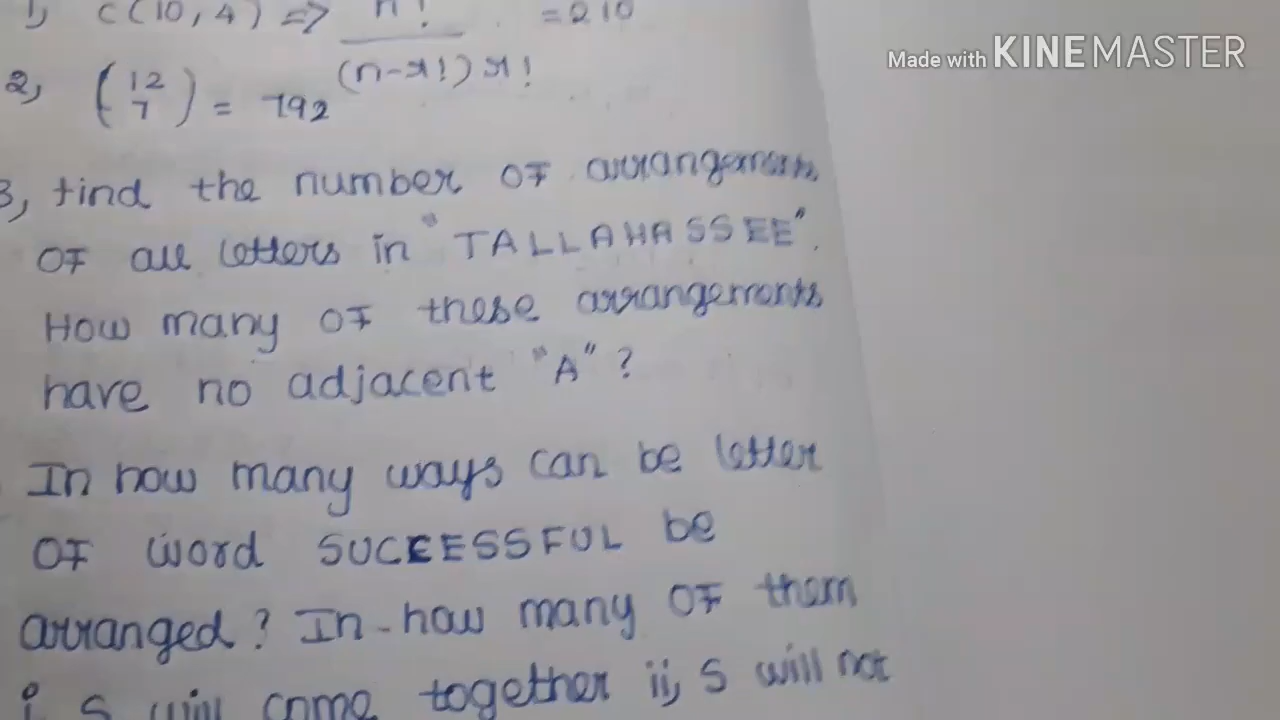 1, C(10,4) => n! =210
Made with KINEMASTER
(n-r!)r!
2, (12 7) = 792
3, find the number OF arrangements
OF all letters in "TALLAHASSEE".
How many OF these arrangements
have no adjacent "A"?
In how many ways can be letter
OF word SUCCESSFUL be
arranged? In how many OF them
i, S will come together ii, S will not